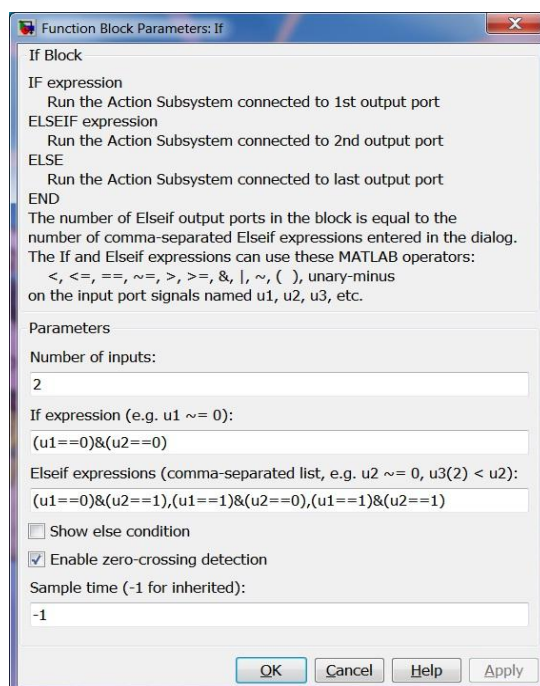 Function Block Parameters: If
If Block
IF expression
Run the Action Subsystem connected to 1st output port
ELSEIF expression
Run the Action Subsystem connected to 2nd output port
ELSE
Run the Action Subsystem connected to last output port
END
The number of Elseif output ports in the block is equal to the
number of comma-separated Elseif expressions entered in the dialog.
The If and Elseif expressions can use these MATLAB operators:
<, <=, ==, ~=, >, >=, &, |, ~, ( ), unary-minus
on the input port signals named u1, u2, u3, etc.
Parameters
Number of inputs:
2
If expression (e.g. u1 ~= 0):
(u1==0)&(u2==0)
Elseif expressions (comma-separated list, e.g. u2 ~= 0, u3(2) < u2):
(u1==0)&(u2==1),(u1==1)&(u2==0),(u1==1)&(u2==1)
Show else condition
Enable zero-crossing detection
Sample time (-1 for inherited):
-1
OK Cancel Help Apply